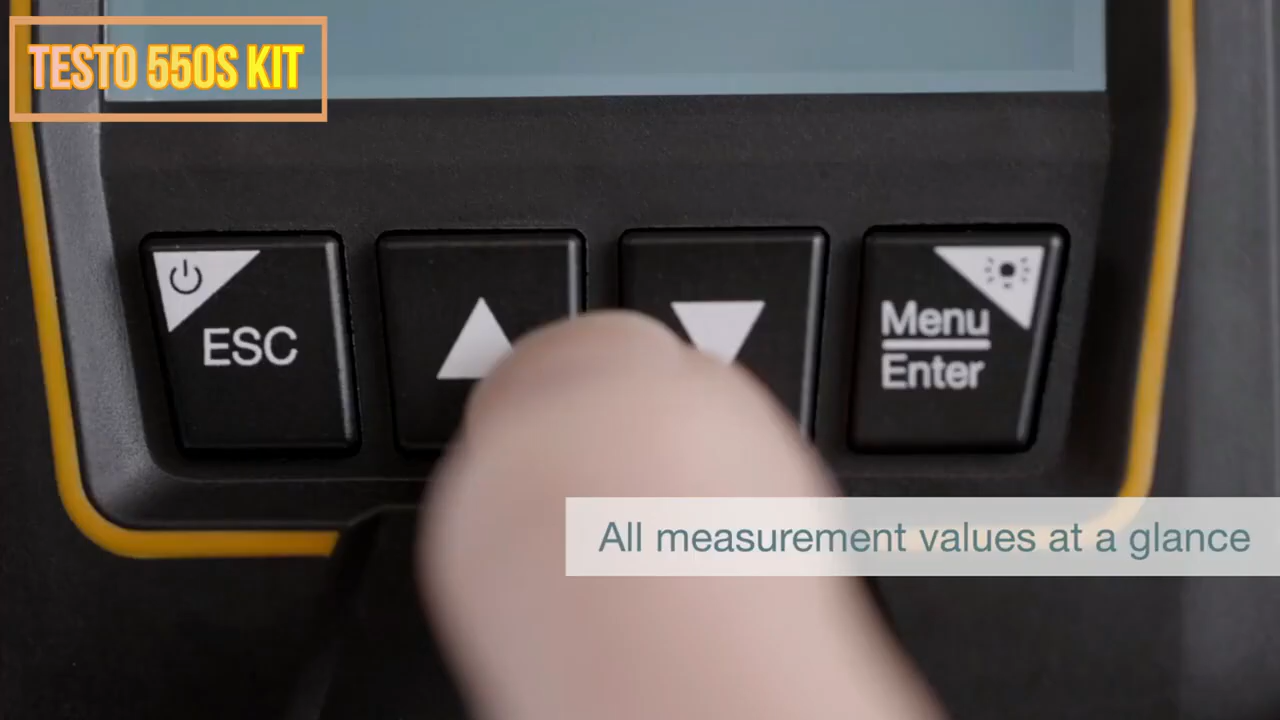 TESTO 550S KIT
ESC
Menu
Enter
All measurement values at a glance